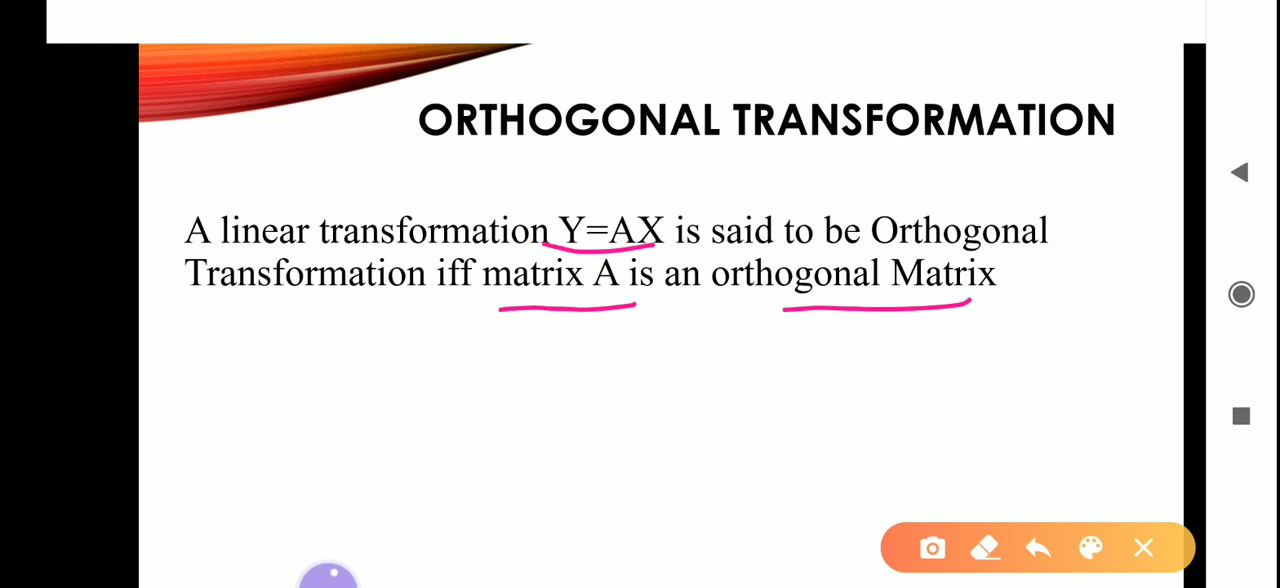 ORTHOGONAL TRANSFORMATION
A linear transformation Y=AX is said to be Orthogonal
Transformation iff matrix A is an orthogonal Matrix